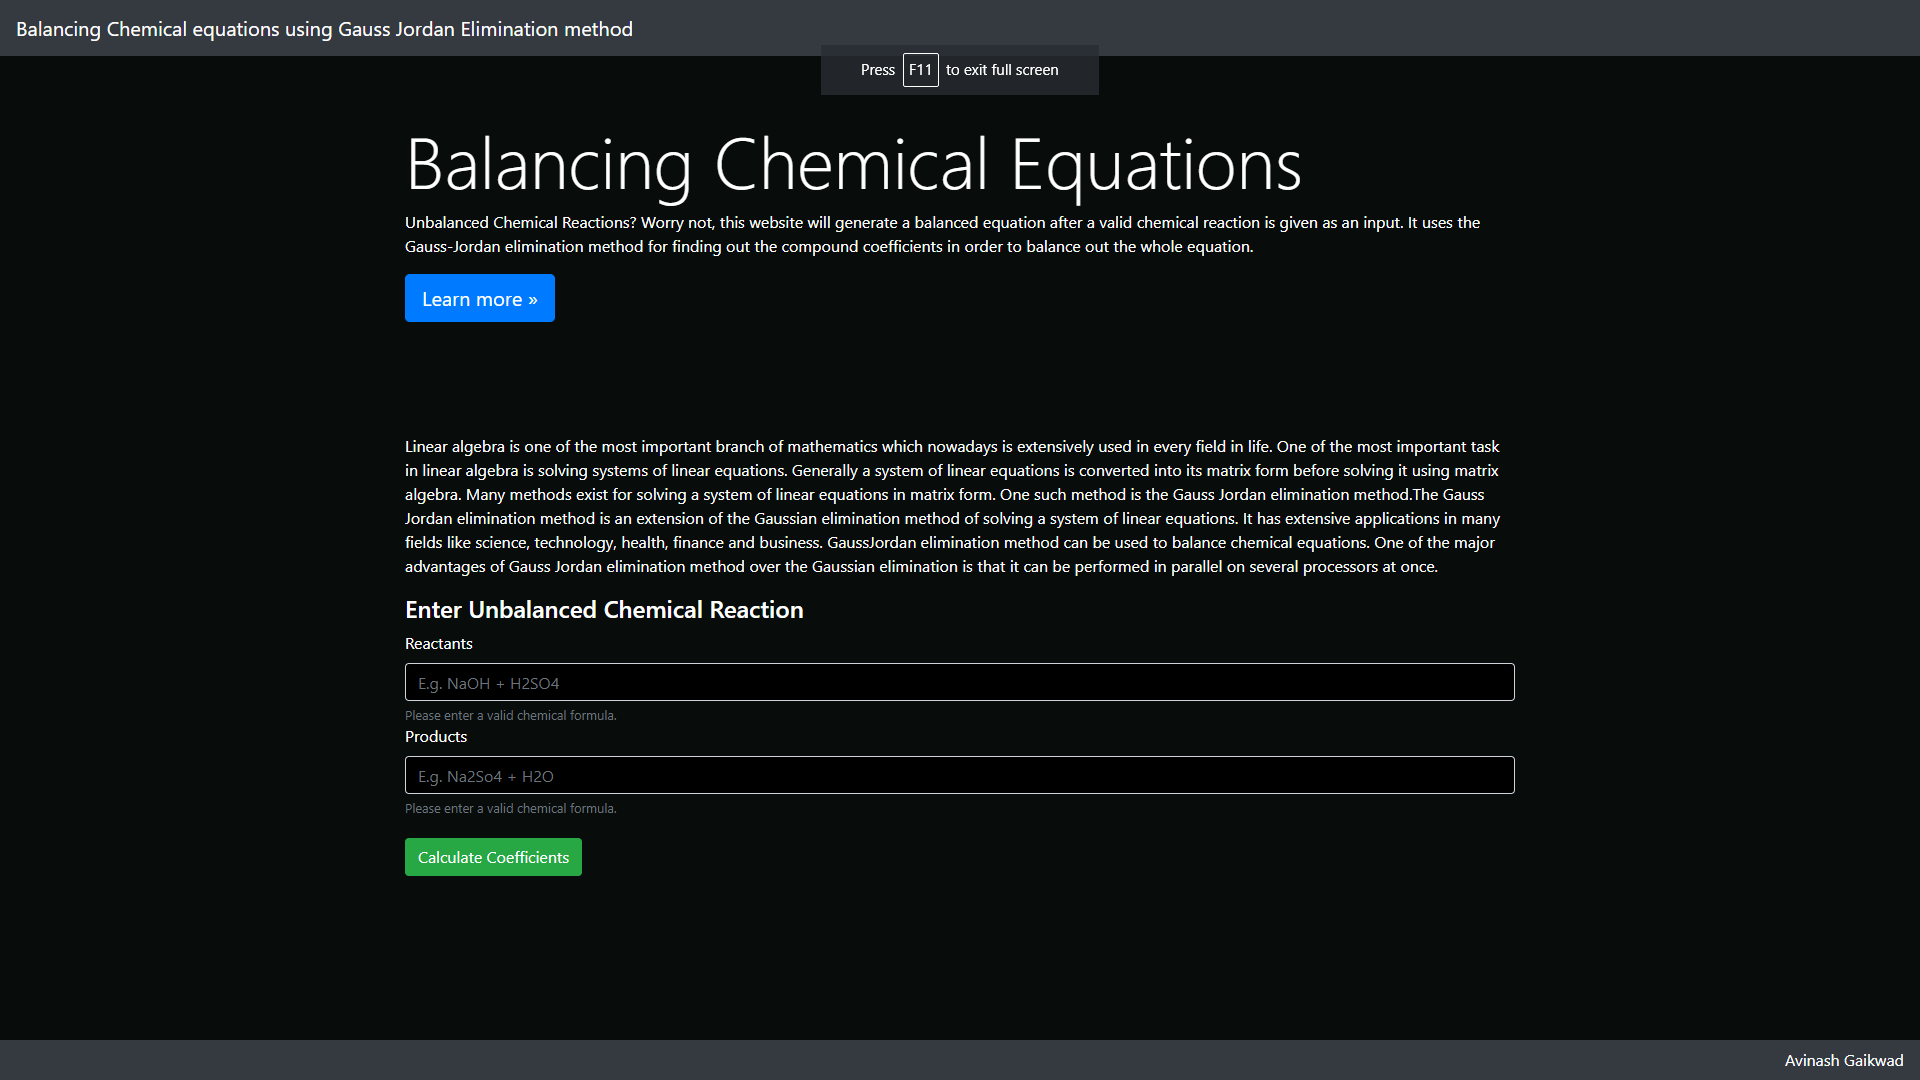 Balancing Chemical equations using Gauss Jordan Elimination method
Press F11 to exit full screen
Balancing Chemical Equations
Unbalanced Chemical Reactions? Worry not, this website will generate a balanced equation after a valid chemical reaction is given as an input. It uses the
Gauss-Jordan elimination method for finding out the compound coefficients in order to balance out the whole equation.
Learn more »
Linear algebra is one of the most important branch of mathematics which nowadays is extensively used in every field in life. One of the most important task
in linear algebra is solving systems of linear equations. Generally a system of linear equations is converted into its matrix form before solving it using matrix
algebra. Many methods exist for solving a system of linear equations in matrix form. One such method is the Gauss Jordan elimination method.The Gauss
Jordan elimination method is an extension of the Gaussian elimination method of solving a system of linear equations. It has extensive applications in many
fields like science, technology, health, finance and business. GaussJordan elimination method can be used to balance chemical equations. One of the major
advantages of Gauss Jordan elimination method over the Gaussian elimination is that it can be performed in parallel on several processors at once.
Enter Unbalanced Chemical Reaction
Reactants
E.g. NaOH + H2SO4
Please enter a valid chemical formula.
Products
E.g. Na2So4 + H2O
Please enter a valid chemical formula.
Calculate Coefficients
Avinash Gaikwad